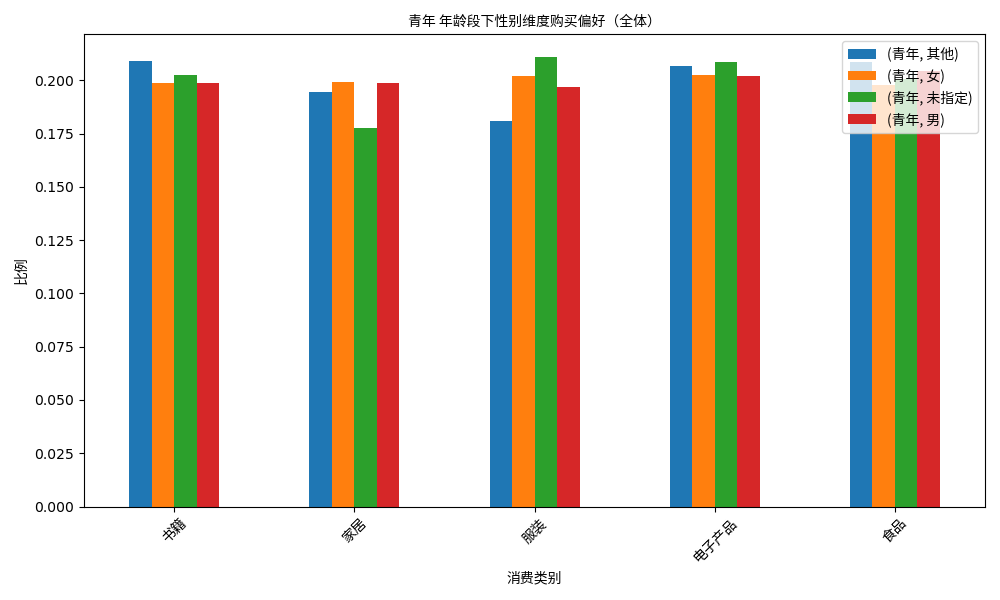 青年 年龄段下性别维度购买偏好（全体）
(青年, 其他)
(青年, 女)
(青年, 未指定)
(青年, 男)
比例
0.200
0.175
0.150
0.125
0.100
0.075
0.050
0.025
0.000
书籍
家居
服装
电子产品
食品
消费类别